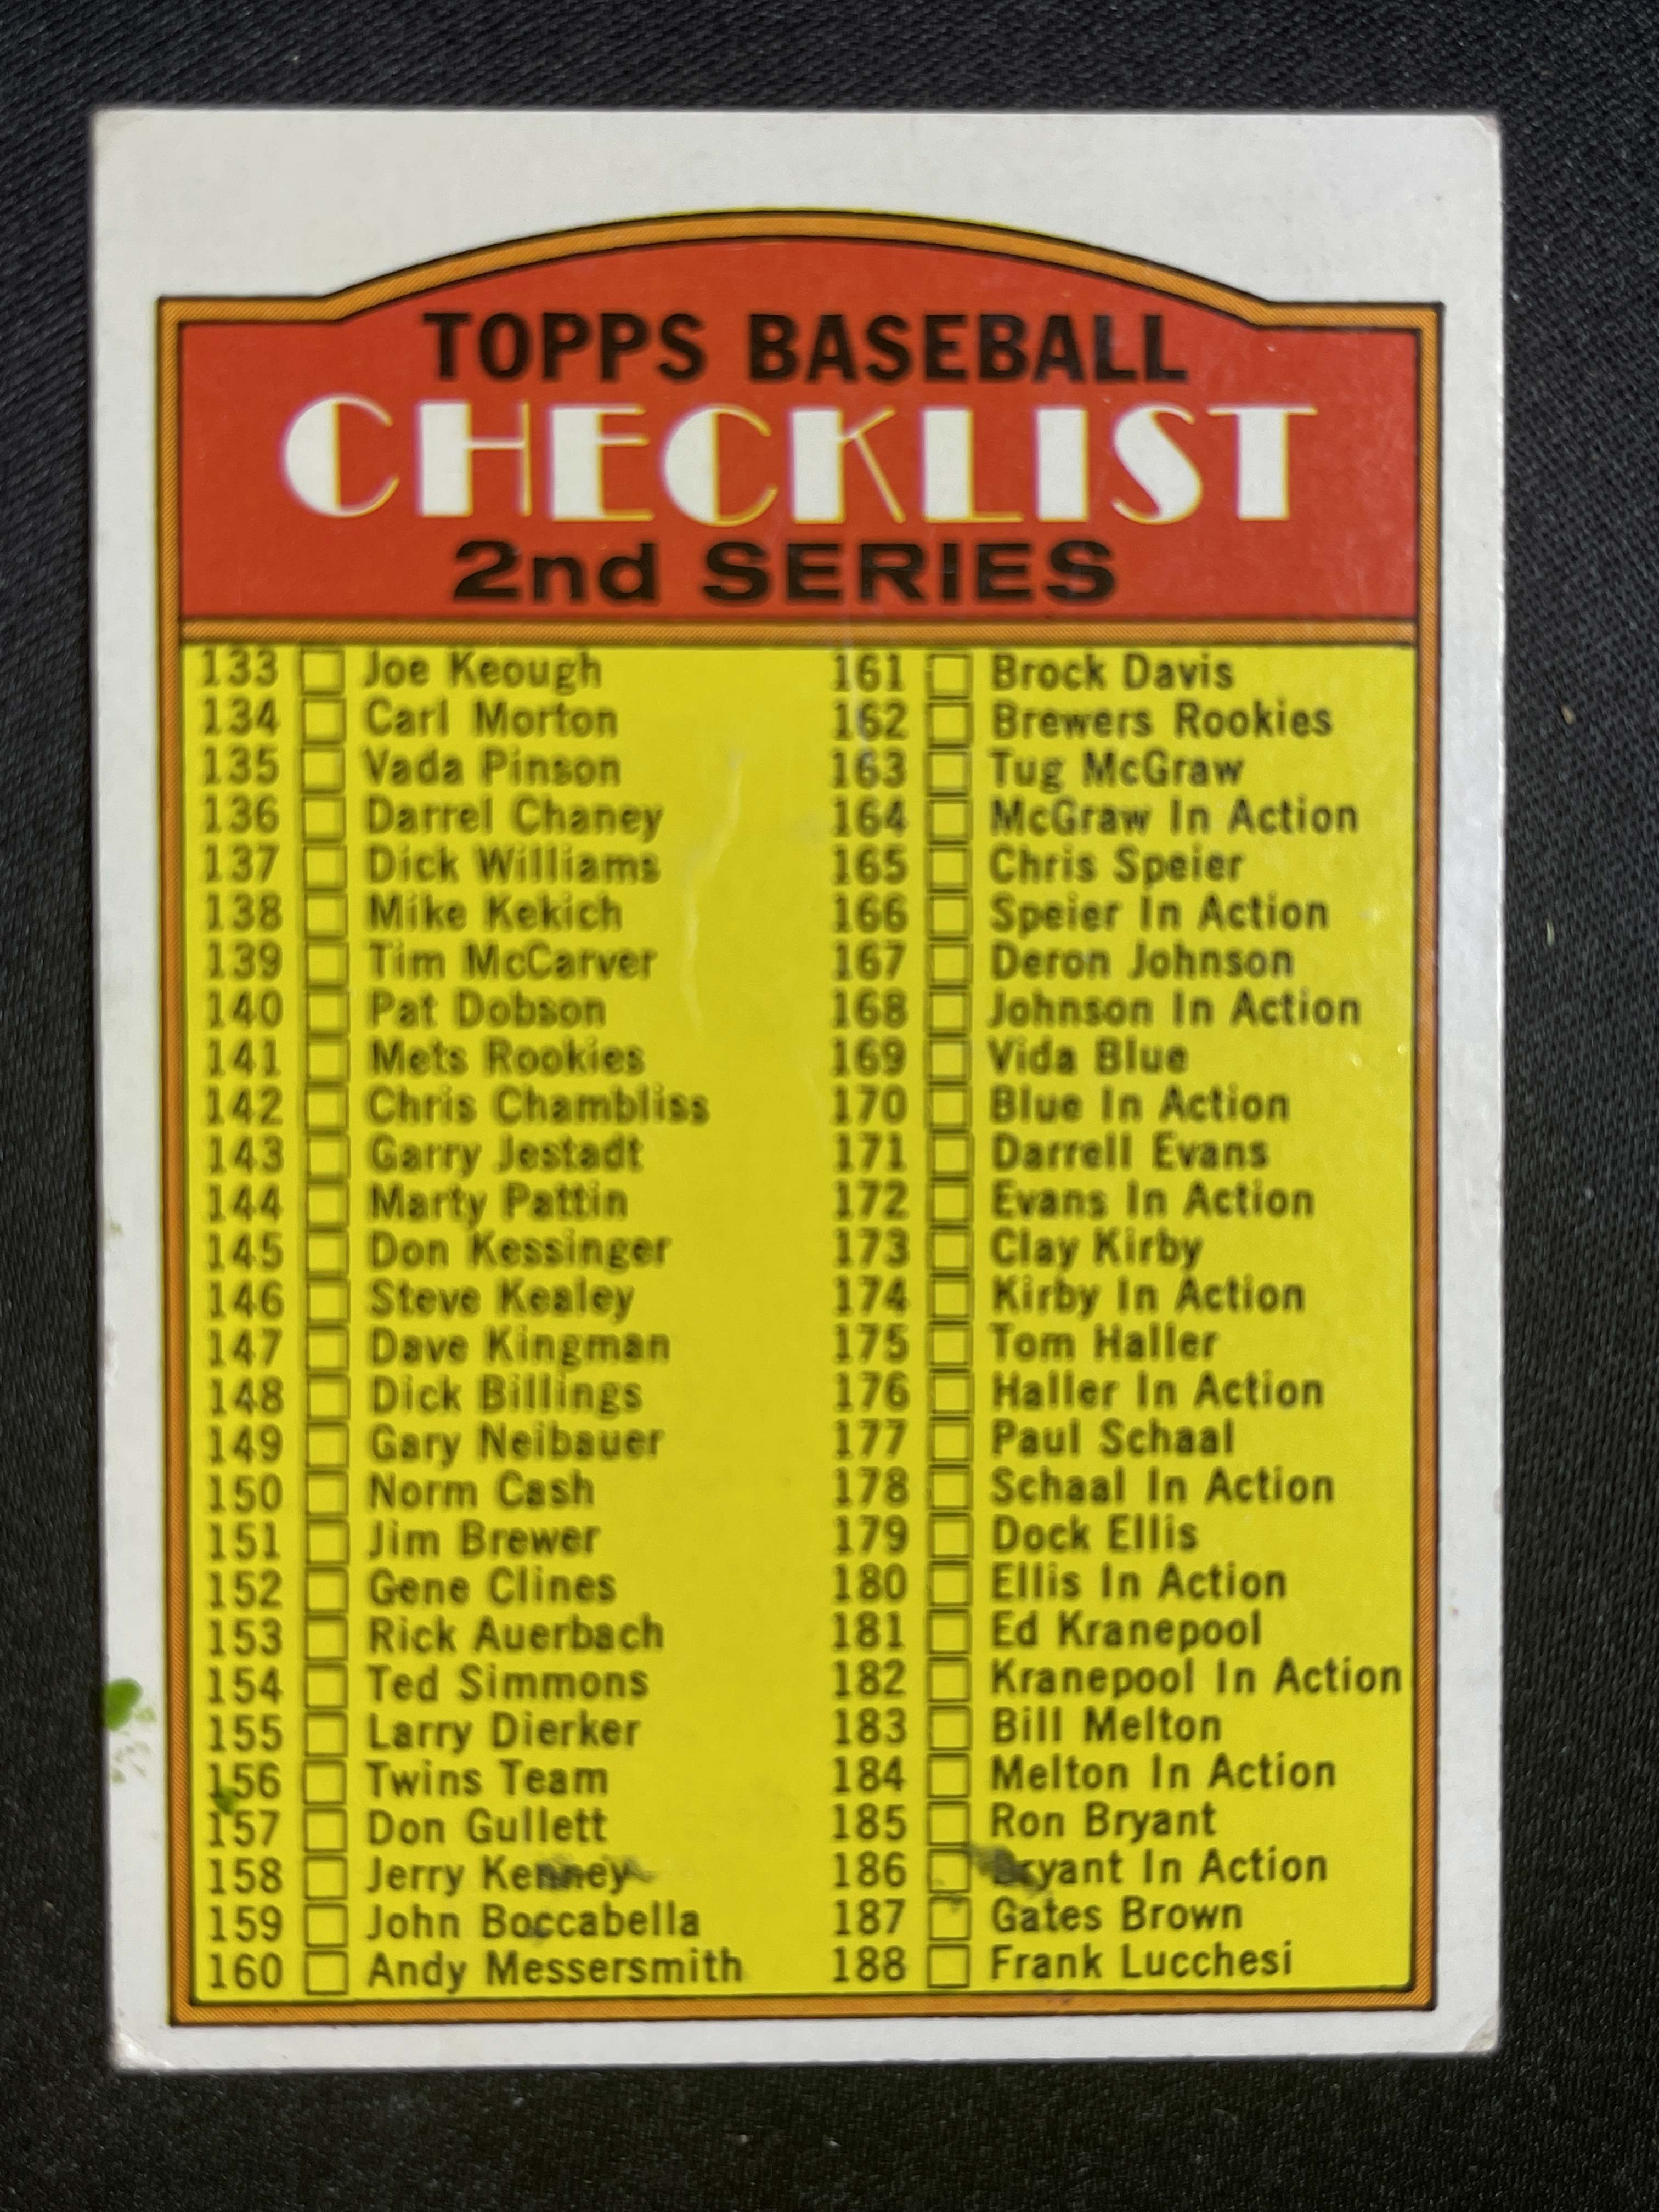 TOPPS BASEBALL
CHECKLIST
2nd SERIES
133 Joe Keough
134 Carl Morton
135 Vada Pinson
136 Darrel Chaney
137 Dick Williams
138 Mike Kekich
139 Tim McCarver
140 Pat Dobson
141 Mets Rookies
142 Chris Chambliss
143 Garry Jestadt
144 Marty Pattin
145 Don Kessinger
146 Steve Kealey
147 Dave Kingman
148 Dick Billings
149 Gary Neibauer
150 Norm Cash
151 Jim Brewer
152 Gene Clines
153 Rick Auerbach
154 Ted Simmons
155 Larry Dierker
156 Twins Team
157 Don Gullett
158 Jerry Kenney
159 John Boccabella
160 Andy Messersmith
161 Brock Davis
162 Brewers Rookies
163 Tug McGraw
164 McGraw In Action
165 Chris Speier
166 Speier In Action
167 Deron Johnson
168 Johnson In Action
169 Vida Blue
170 Blue In Action
171 Darrell Evans
172 Evans In Action
173 Clay Kirby
174 Kirby In Action
175 Tom Haller
176 Haller In Action
177 Paul Schaal
178 Schaal In Action
179 Dock Ellis
180 Ellis In Action
181 Ed Kranepool
182 Kranepool In Action
183 Bill Melton
184 Melton In Action
185 Ron Bryant
186 Bryant In Action
187 Gates Brown
188 Frank Lucchesi